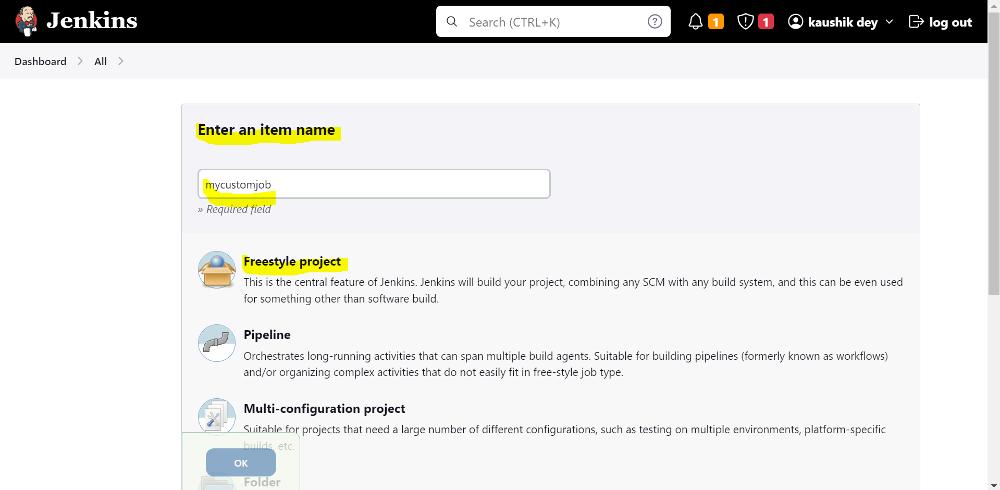 Jenkins
Search (CTRL+K)
1
1
kaushik dey
log out
Dashboard
All
Enter an item name
mycustomjob
» Required field
Freestyle project
This is the central feature of Jenkins. Jenkins will build your project, combining any SCM with any build system, and this can be even used
for something other than software build.
Pipeline
Orchestrates long-running activities that can span multiple build agents. Suitable for building pipelines (formerly known as workflows)
and/or organizing complex activities that do not easily fit in free-style job type.
Multi-configuration project
Suitable for projects that need a large number of different configurations, such as testing on multiple environments, platform-specific
builds, etc.
OK
Folder